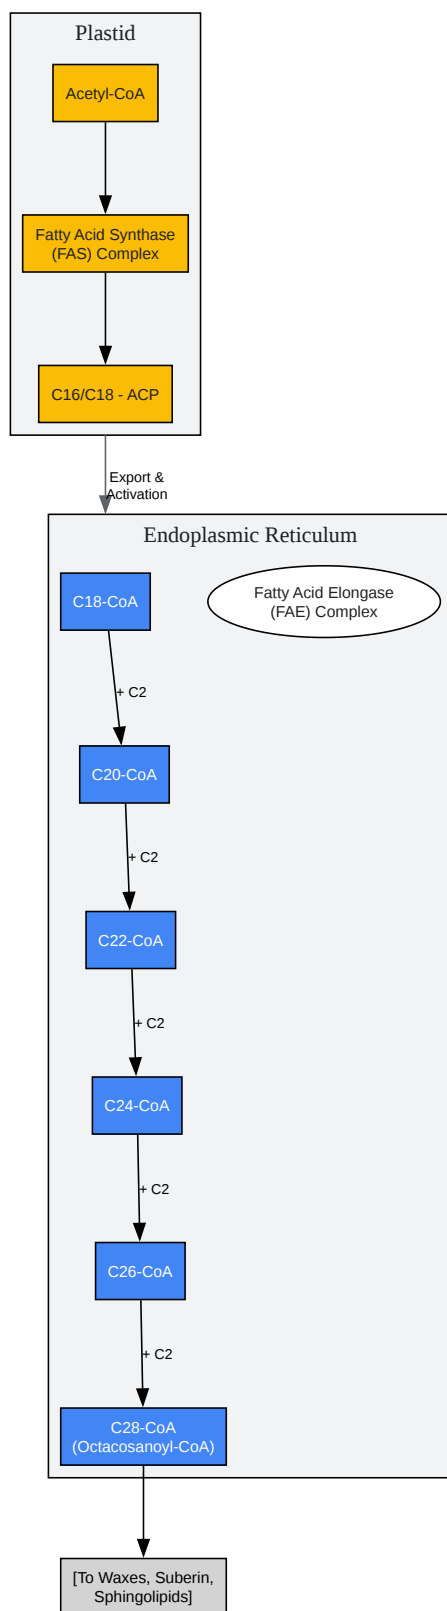 Plastid
Acetyl-CoA
Fatty Acid Synthase
(FAS) Complex
C16/C18 - ACP
Export &
Activation
Endoplasmic Reticulum
C18-CoA
Fatty Acid Elongase
(FAE) Complex
+ C2
C20-CoA
+ C2
C22-CoA
+ C2
C24-CoA
+ C2
C26-CoA
+ C2
C28-CoA
(Octacosanoyl-CoA)
[To Waxes, Suberin,
Sphingolipids]